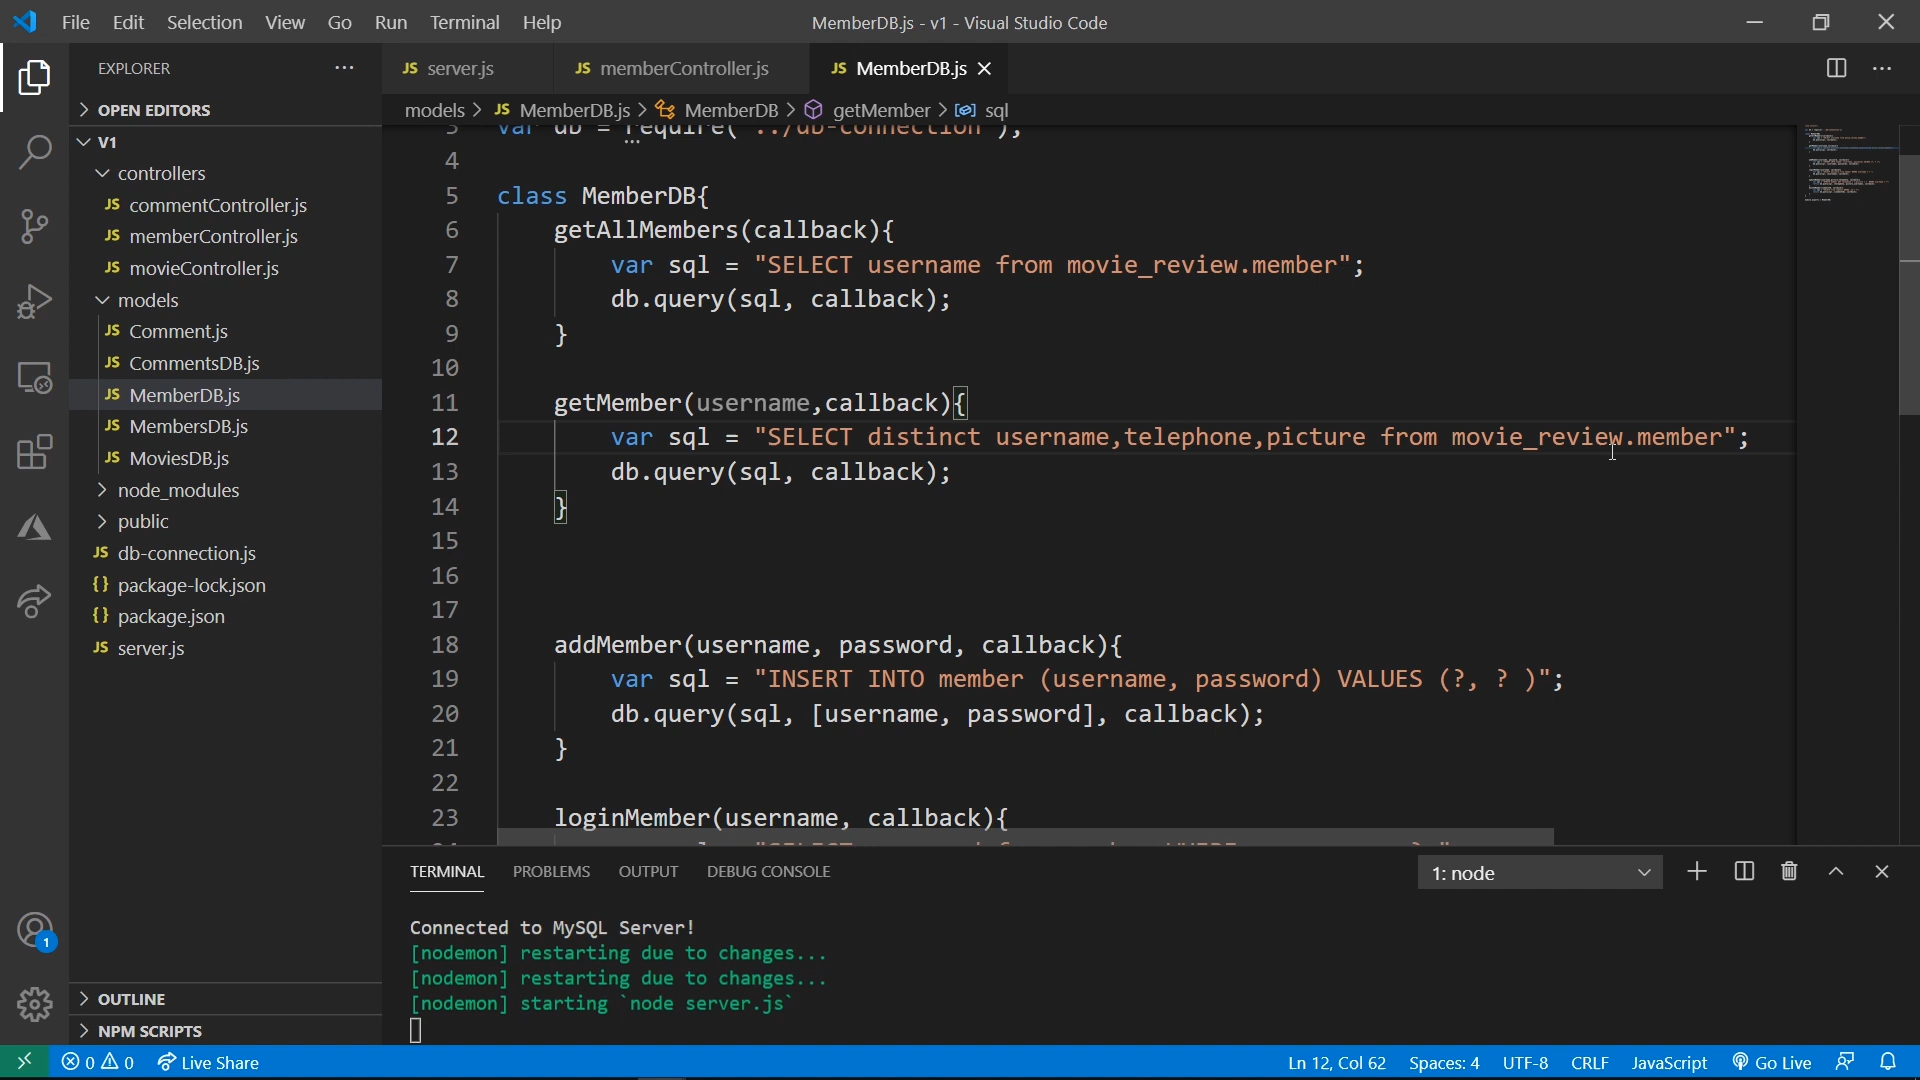 File Edit Selection View Go Run Terminal Help
MemberDB.js - v1 - Visual Studio Code
EXPLORER
OPEN EDITORS
V1
controllers
JS commentController.js
JS memberController.js
JS movieController.js
models
JS Comment.js
JS CommentsDB.js
JS MemberDB.js
JS MembersDB.js
JS MoviesDB.js
node_modules
public
JS db-connection.js
{} package-lock.json
{} package.json
JS server.js
OUTLINE
NPM SCRIPTS
JS server.js JS memberController.js JS MemberDB.js
models > JS MemberDB.js > MemberDB > getMember > sql
3 var db = require('../db-connection');
4
5 class MemberDB{
6 getAllMembers(callback){
7 var sql = "SELECT username from movie_review.member";
8 db.query(sql, callback);
9 }
10
11 getMember(username,callback){
12 var sql = "SELECT distinct username,telephone,picture from movie_review.member";
13 db.query(sql, callback);
14 }
15
16
17
18 addMember(username, password, callback){
19 var sql = "INSERT INTO member (username, password) VALUES (?, ? )";
20 db.query(sql, [username, password], callback);
21 }
22
23 loginMember(username, callback){
TERMINAL PROBLEMS OUTPUT DEBUG CONSOLE
1: node
Connected to MySQL Server!
[nodemon] restarting due to changes...
[nodemon] restarting due to changes...
[nodemon] starting `node server.js`
1
0 0 Live Share
Ln 12, Col 62 Spaces: 4 UTF-8 CRLF JavaScript Go Live